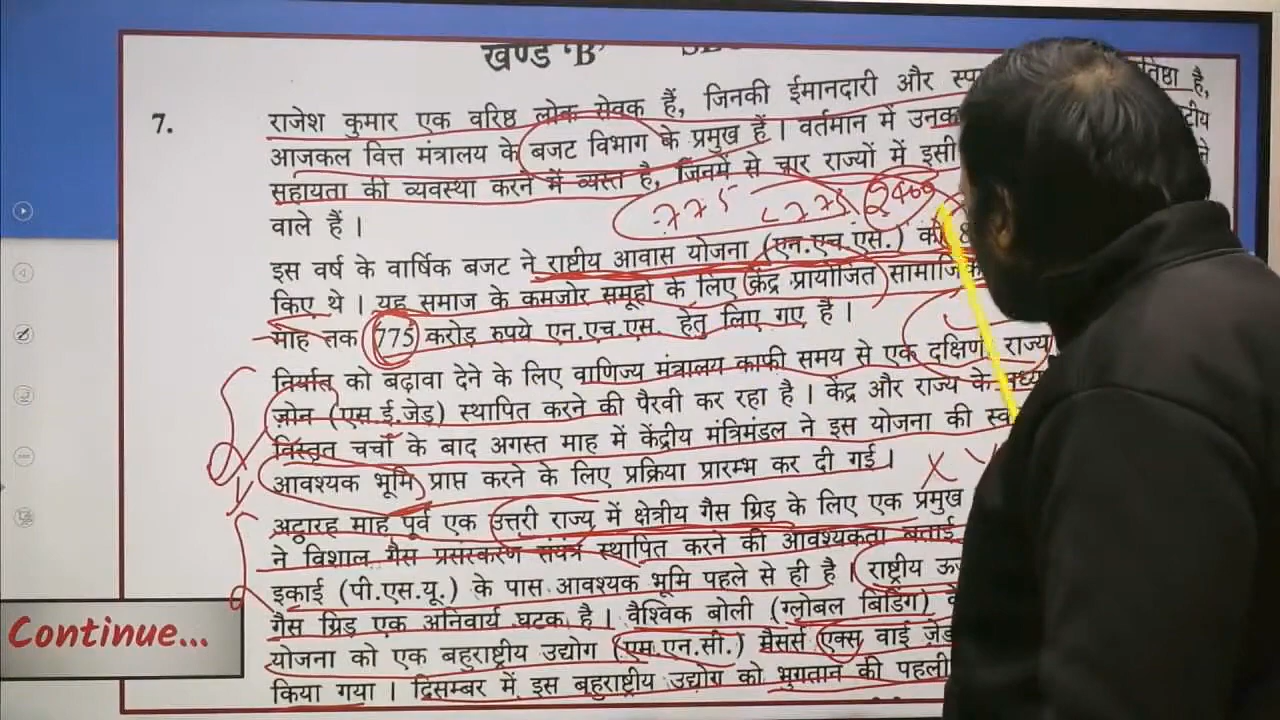 खण्ड ‘B’
7.
राजेश कुमार एक वरिष्ठ लोक सेवक हैं, जिनकी ईमानदारी और
है,
आजकल वित्त मंत्रालय के बजट विभाग के प्रमुख हैं । वर्तमान में
सहायता की व्यवस्था करने में व्यस्त है, जिनमें से चार राज्यों में इसी
वाले हैं ।
775
इस वर्ष के वार्षिक बजट ने राष्ट्रीय आवास योजना (एन.एच.एस.) को
किए थे । यह समाज के कमजोर समूहों के लिए केंद्र प्रायोजित
माह तक 775 करोड़ रुपये एन.एच.एस. हेतु लिए गए हैं ।
निर्यात को बढ़ावा देने के लिए वाणिज्य मंत्रालय काफी समय से एक दक्षिणी राज्य
ज़ोन (एस.ई.जेड) स्थापित करने की पैरवी कर रहा है । केंद्र और राज्य के
विस्तृत चर्चा के बाद अगस्त माह में केंद्रीय मंत्रिमंडल ने इस योजना की
आवश्यक भूमि प्राप्त करने के लिए प्रक्रिया प्रारम्भ कर दी गई ।
अट्ठारह माह पूर्व एक उत्तरी राज्य में क्षेत्रीय गैस ग्रिड के लिए एक प्रमुख
ने विशाल गैस प्रसंस्करण संयंत्र स्थापित करने की आवश्यकता बताई
इकाई (पी.एस.यू.) के पास आवश्यक भूमि पहले से ही है । राष्ट्रीय
गैस ग्रिड एक अनिवार्य घटक है । वैश्विक बोली (ग्लोबल बिडिंग)
योजना को एक बहुराष्ट्रीय उद्योग (एम.एन.सी.) मैसर्स एक्स वाई जेड
किया गया । दिसम्बर में इस बहुराष्ट्रीय उद्योग को भुगतान की पहली
Continue...